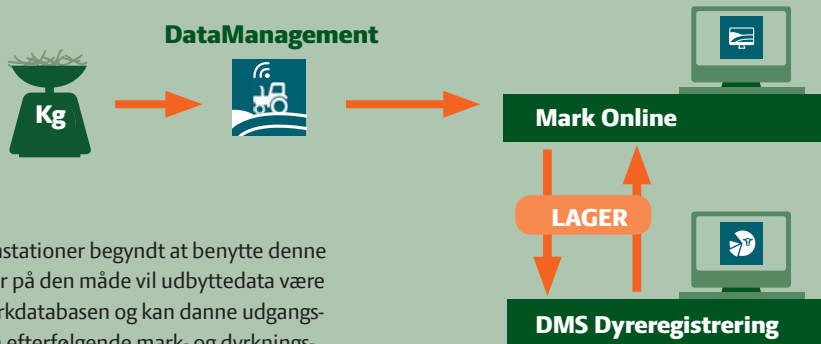 DataManagement
Kg
Mark Online
LAGER
DMS Dyreregistrering
nstationer begyndt at benytte denne
r på den måde vil udbyttedata være
rkdatabasen og kan danne udgangs-
efterfølgende mark- og dyrknings-